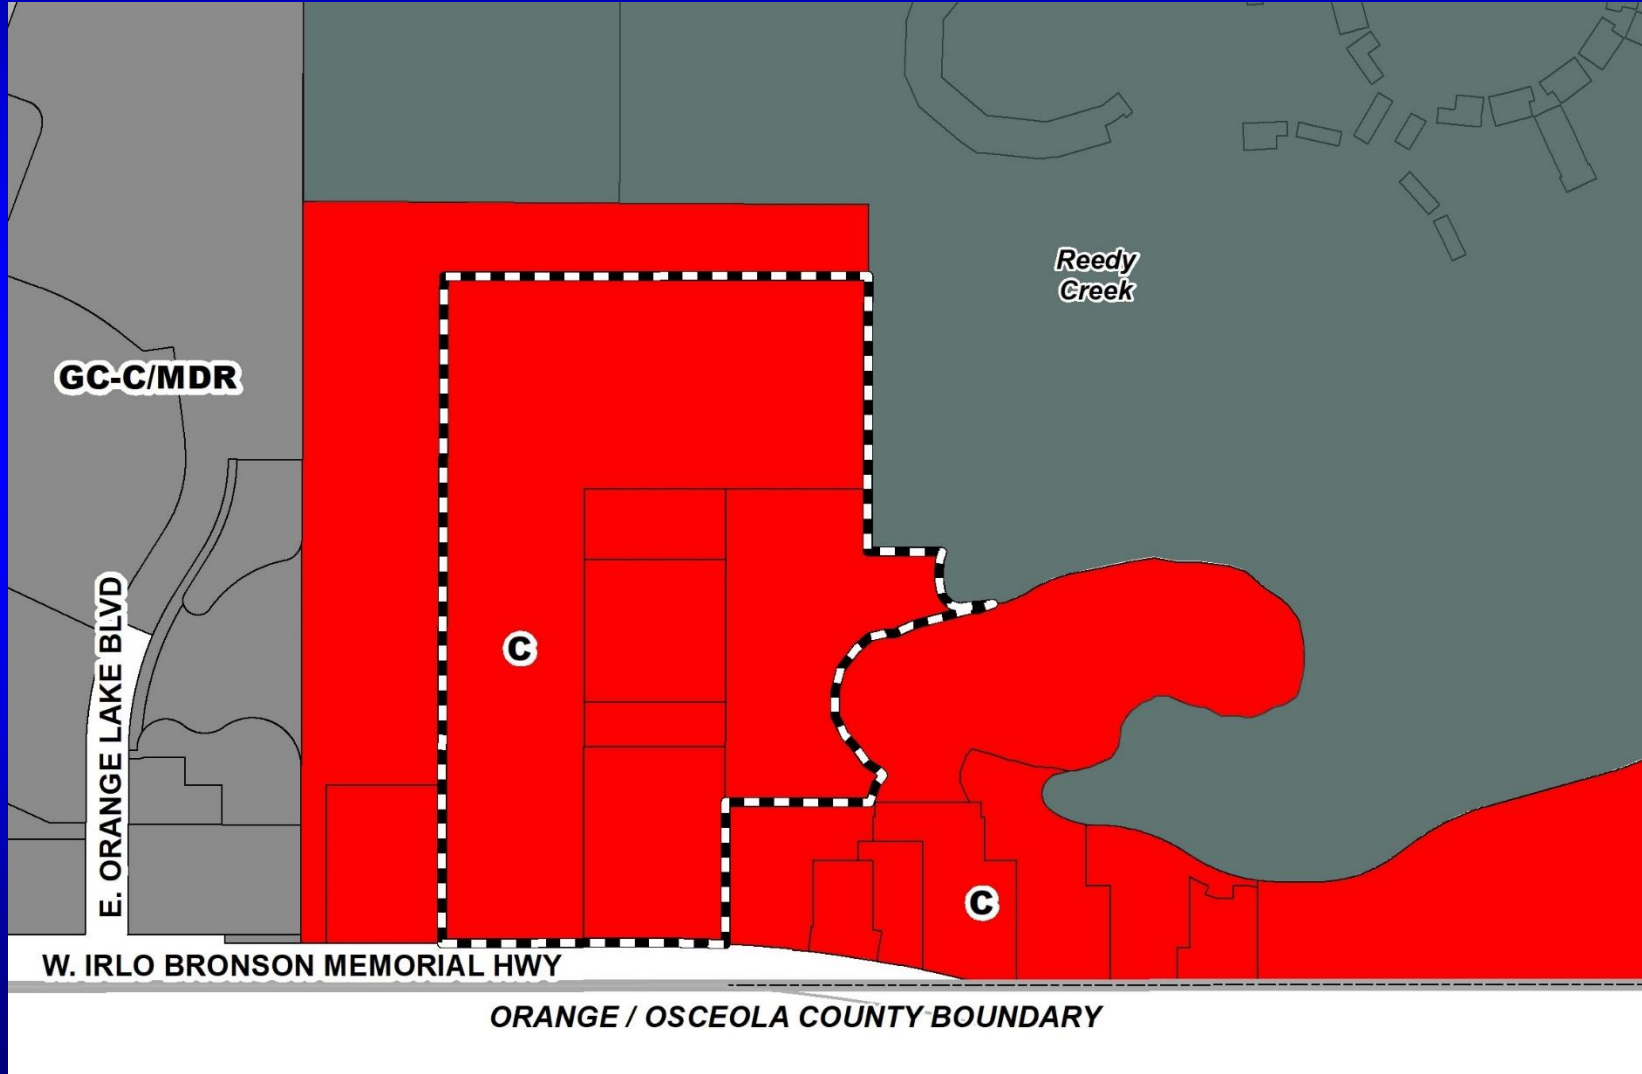 Reedy
Creek
GC-C/MDR
C
E. ORANGE LAKE BLVD
C
W. IRLO BRONSON MEMORIAL HWY
ORANGE / OSCEOLA COUNTY BOUNDARY